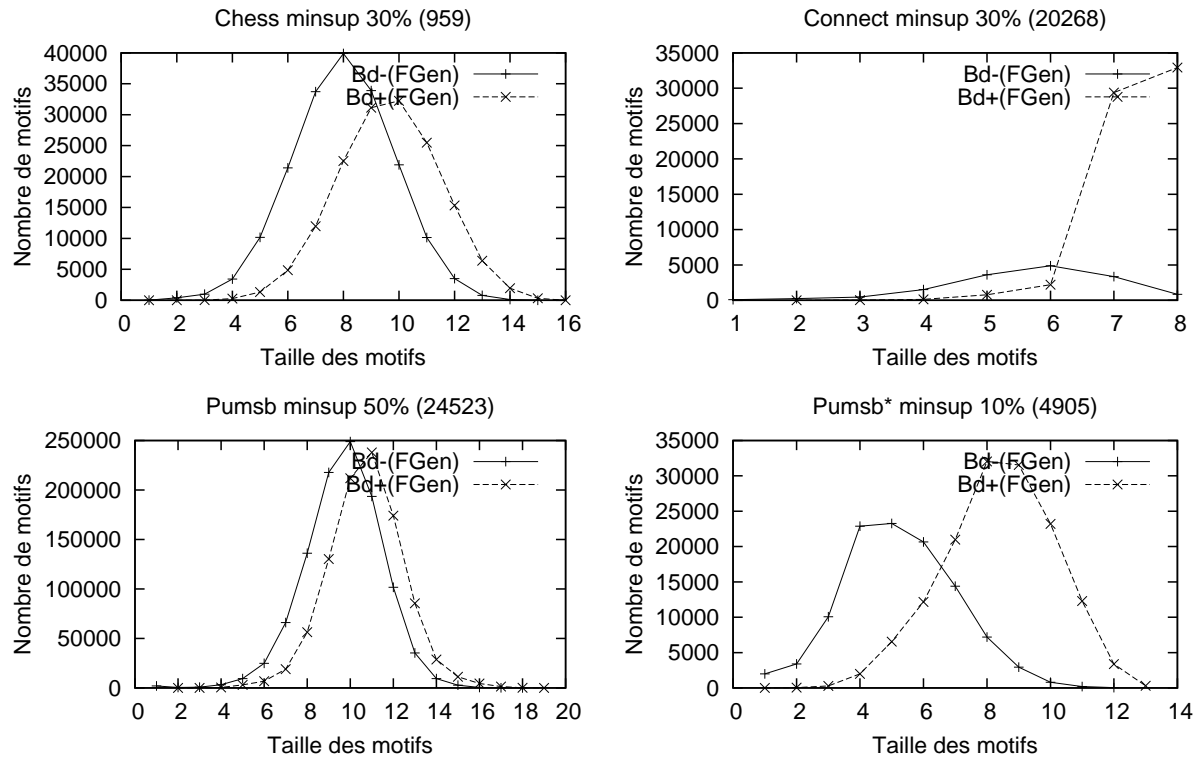 Chess minsup 30% (959)
40000
35000
30000
25000
20000
15000
10000
5000
0
Nombre de motifs
Bd-(FGen)
Bd+(FGen)
0 2 4 6 8 10 12 14 16
Taille des motifs
Connect minsup 30% (20268)
35000
30000
25000
20000
15000
10000
5000
0
Nombre de motifs
Bd-(FGen)
Bd+(FGen)
1 2 3 4 5 6 7 8
Taille des motifs
Pumsb minsup 50% (24523)
250000
200000
150000
100000
50000
0
Nombre de motifs
Bd-(FGen)
Bd+(FGen)
0 2 4 6 8 10 12 14 16 18 20
Taille des motifs
Pumsb* minsup 10% (4905)
35000
30000
25000
20000
15000
10000
5000
0
Nombre de motifs
Bd-(FGen)
Bd+(FGen)
0 2 4 6 8 10 12 14
Taille des motifs